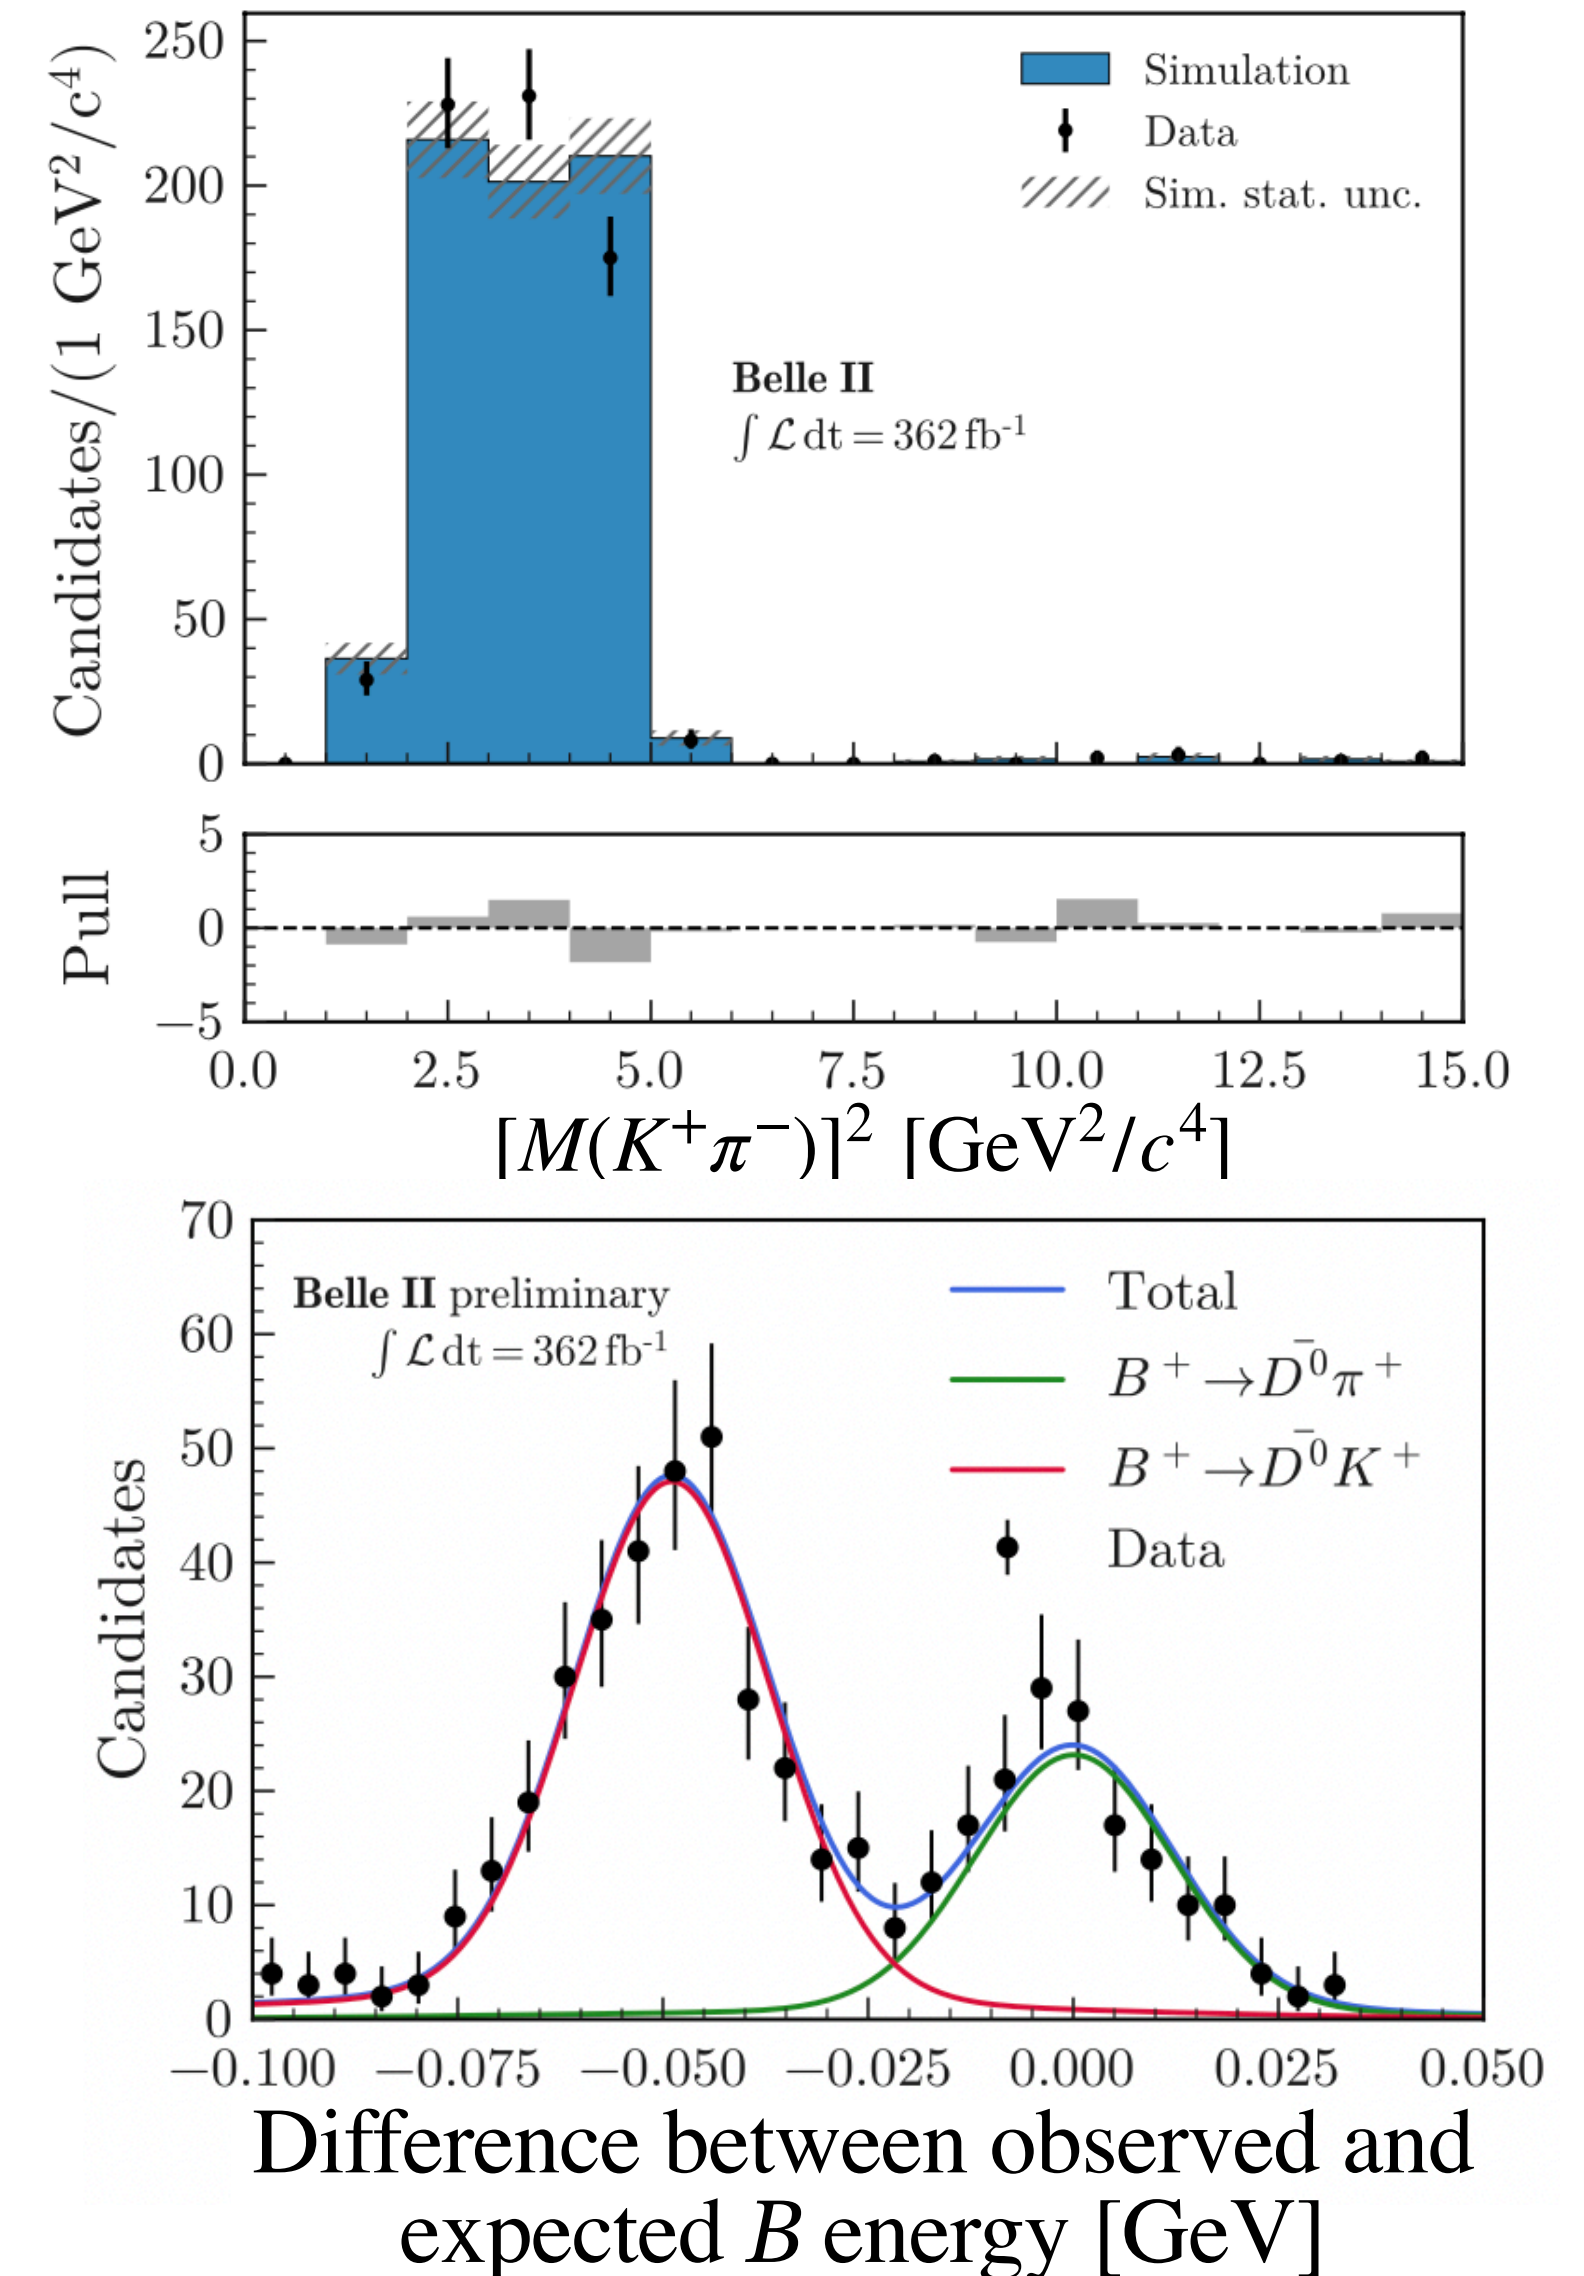 Candidates/(1 GeV²/c⁴)
250
200
150
100
50
0
Simulation
Data
Sim. stat. unc.
Belle II
∫ ℒ dt = 362 fb⁻¹
Pull
5
0
−5
0.0 2.5 5.0 7.5 10.0 12.5 15.0
[M(K⁺π⁻)]² [GeV²/c⁴]
Candidates
70
60
50
40
30
20
10
0
Belle II preliminary
∫ ℒ dt = 362 fb⁻¹
Total
B⁺→D̄⁰π⁺
B⁺→D̄⁰K⁺
Data
−0.100 −0.075 −0.050 −0.025 0.000 0.025 0.050
Difference between observed and
expected B energy [GeV]